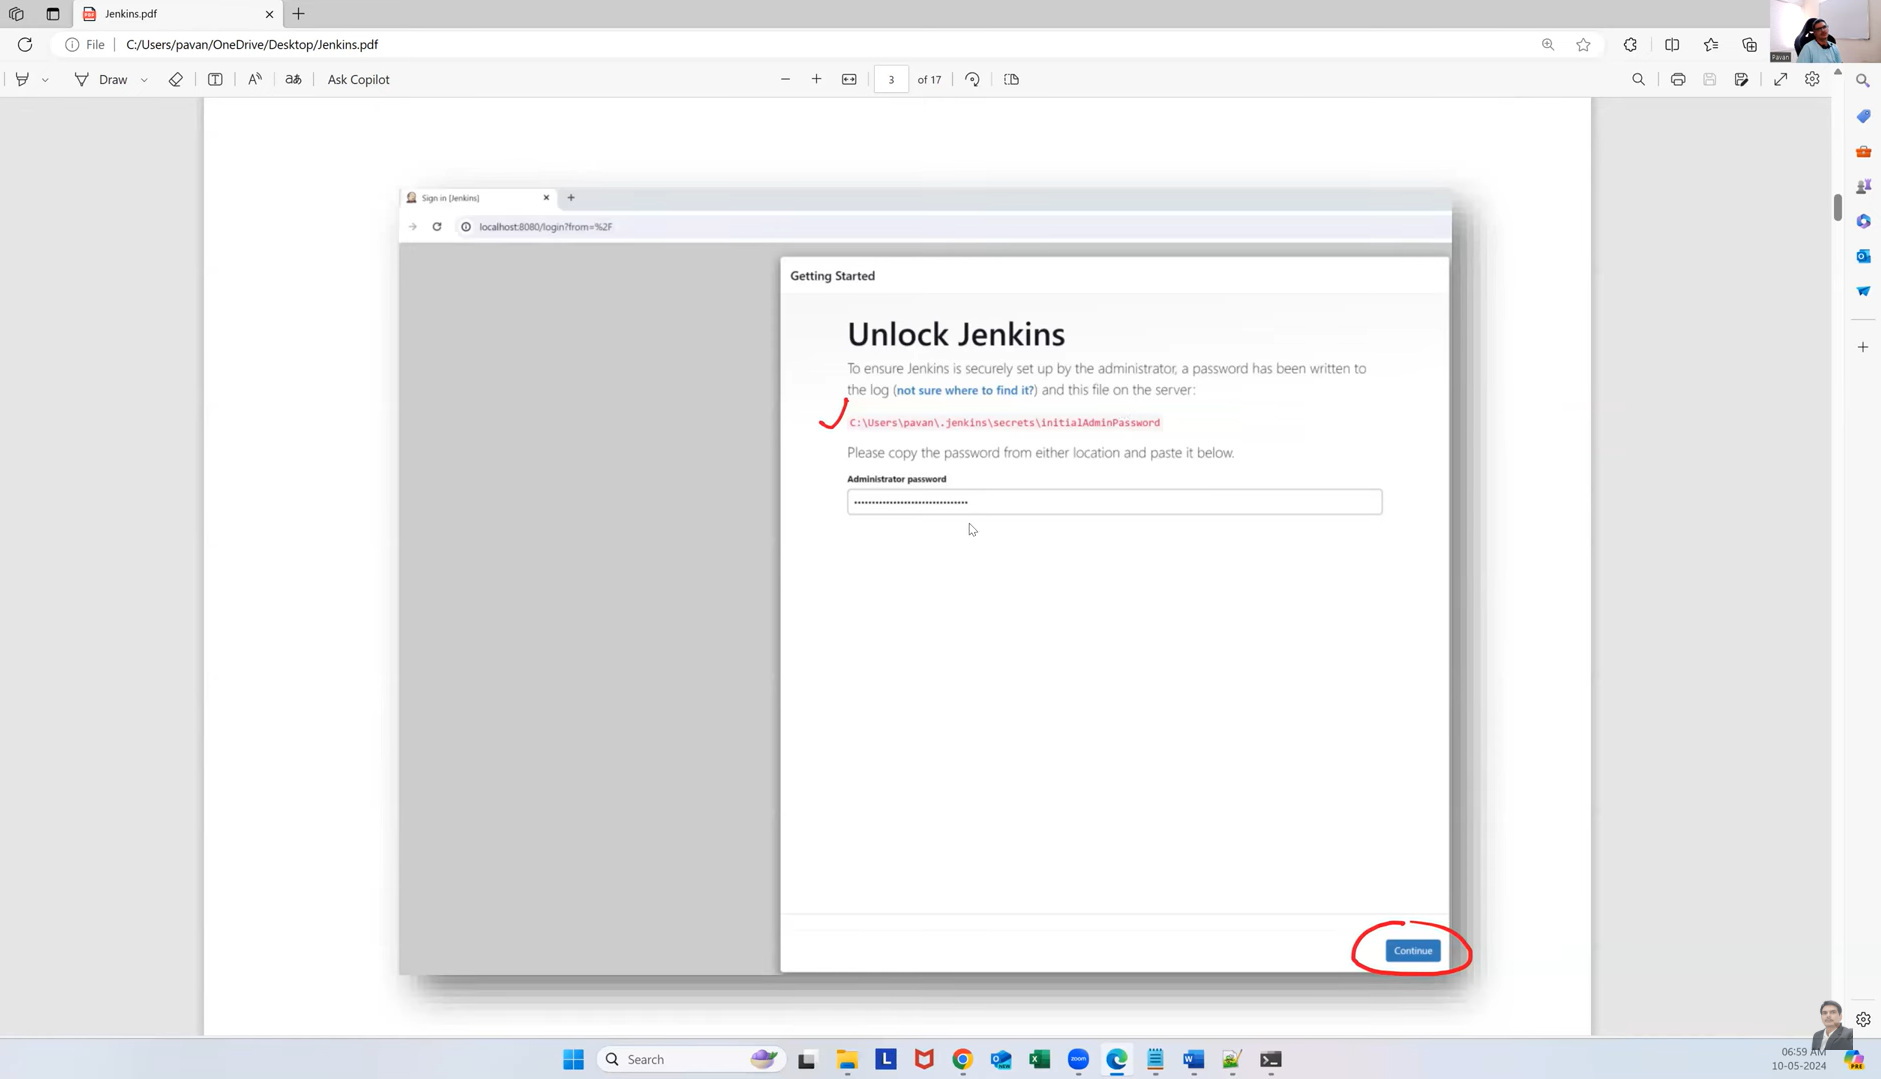 Jenkins.pdf
File
C:/Users/pavan/OneDrive/Desktop/Jenkins.pdf
Pavan
Draw
aあ
Ask Copilot
3
of 17
Sign in [Jenkins]
localhost:8080/login?from=%2F
Getting Started
Unlock Jenkins
To ensure Jenkins is securely set up by the administrator, a password has been written to
the log (not sure where to find it?) and this file on the server:
C:\Users\pavan\.jenkins\secrets\initialAdminPassword
Please copy the password from either location and paste it below.
Administrator password
Continue
Search
L
zoom
06:59 AM
10-05-2024